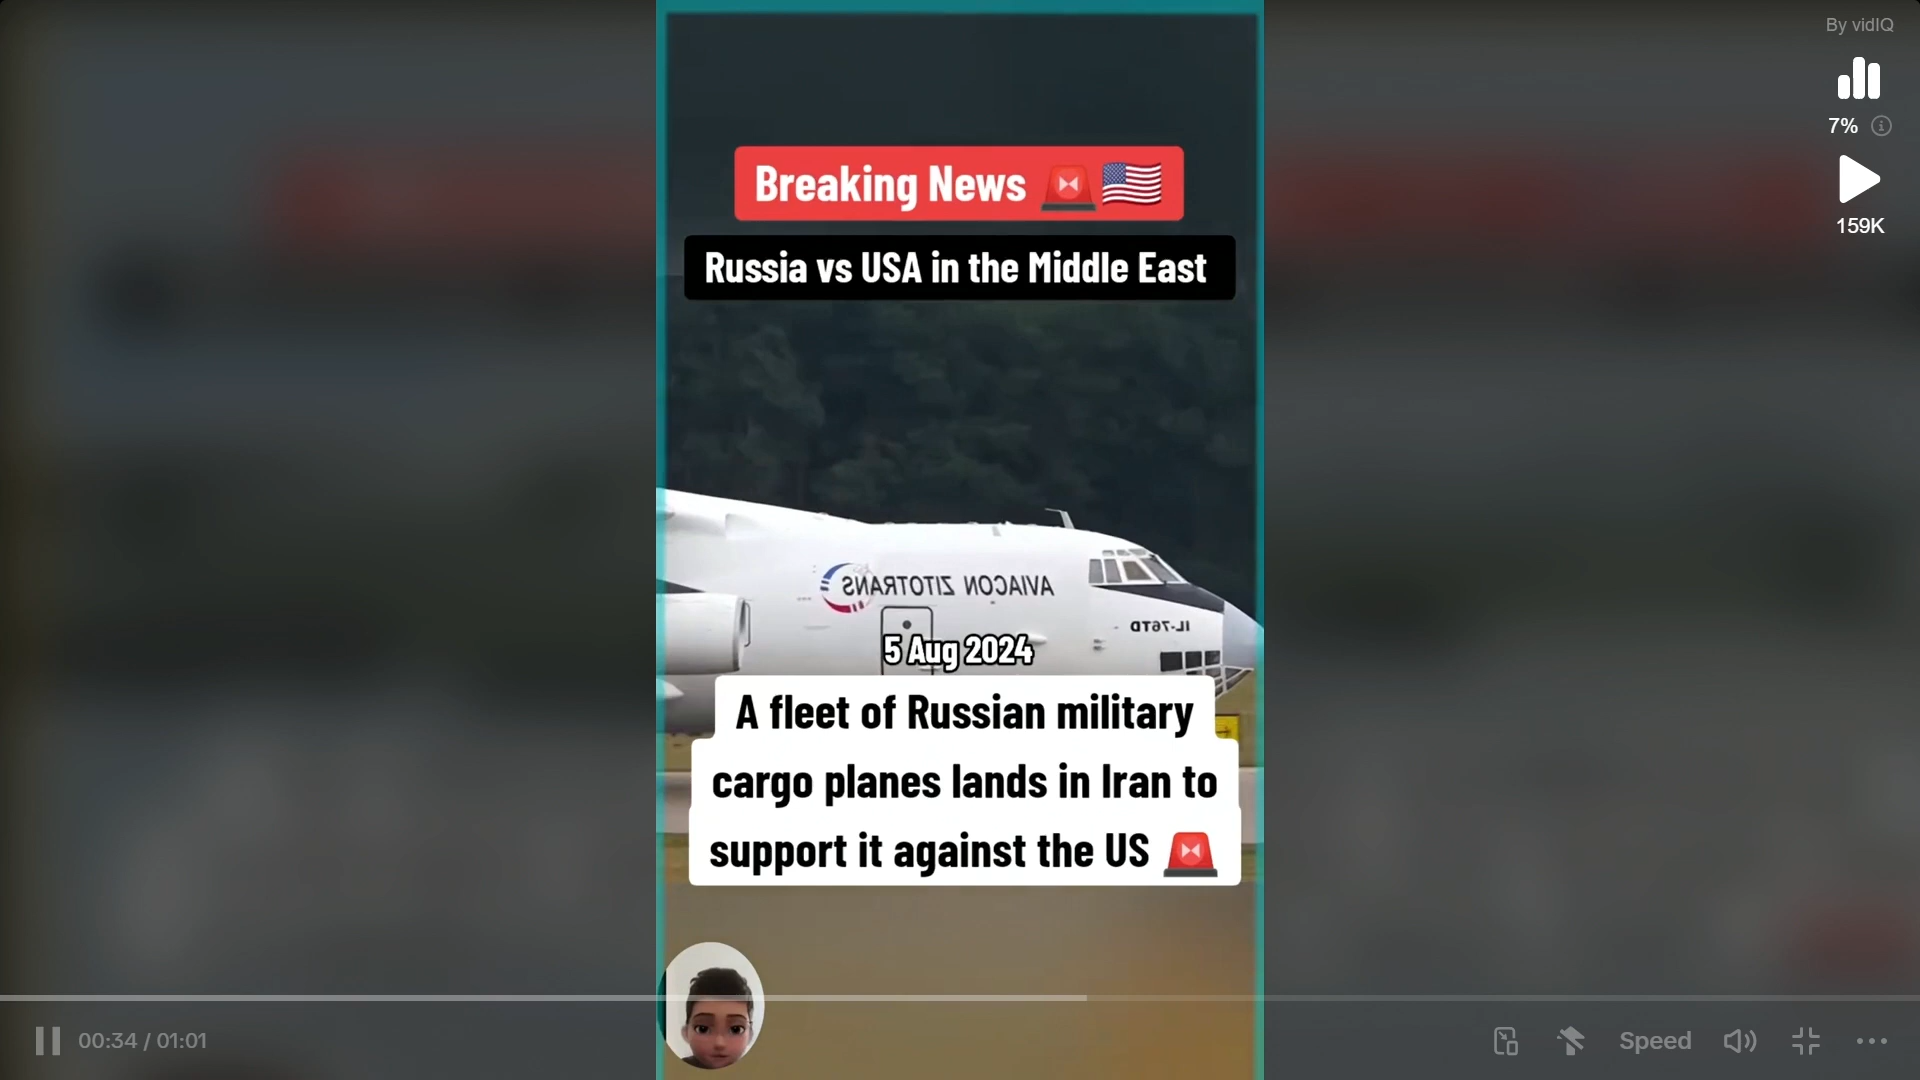 By vidIQ
7%
159K
Breaking News 🚨🇺🇸
Russia vs USA in the Middle East
AVIACON ZITOTRANS
IL-76TD
5 Aug 2024
A fleet of Russian military
cargo planes lands in Iran to
support it against the US 🚨
00:34 / 01:01
Speed